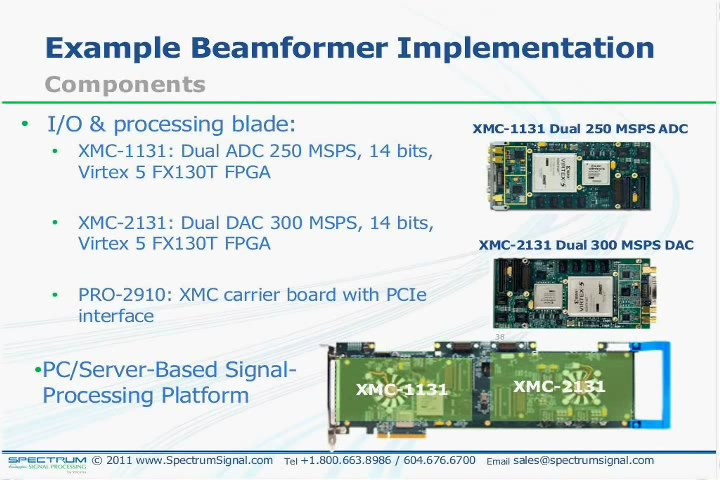 Example Beamformer Implementation
Components
• I/O & processing blade:
• XMC-1131: Dual ADC 250 MSPS, 14 bits,
Virtex 5 FX130T FPGA
• XMC-2131: Dual DAC 300 MSPS, 14 bits,
Virtex 5 FX130T FPGA
• PRO-2910: XMC carrier board with PCIe
interface
•PC/Server-Based Signal-
Processing Platform
XMC-1131 Dual 250 MSPS ADC
VIRTEX-5
XMC-2131 Dual 300 MSPS DAC
VIRTEX-5
38
XMC-1131
XMC-2131
SPECTRUM
SIGNAL PROCESSING
© 2011 www.SpectrumSignal.com Tel +1.800.663.8986 / 604.676.6700 Email sales@spectrumsignal.com